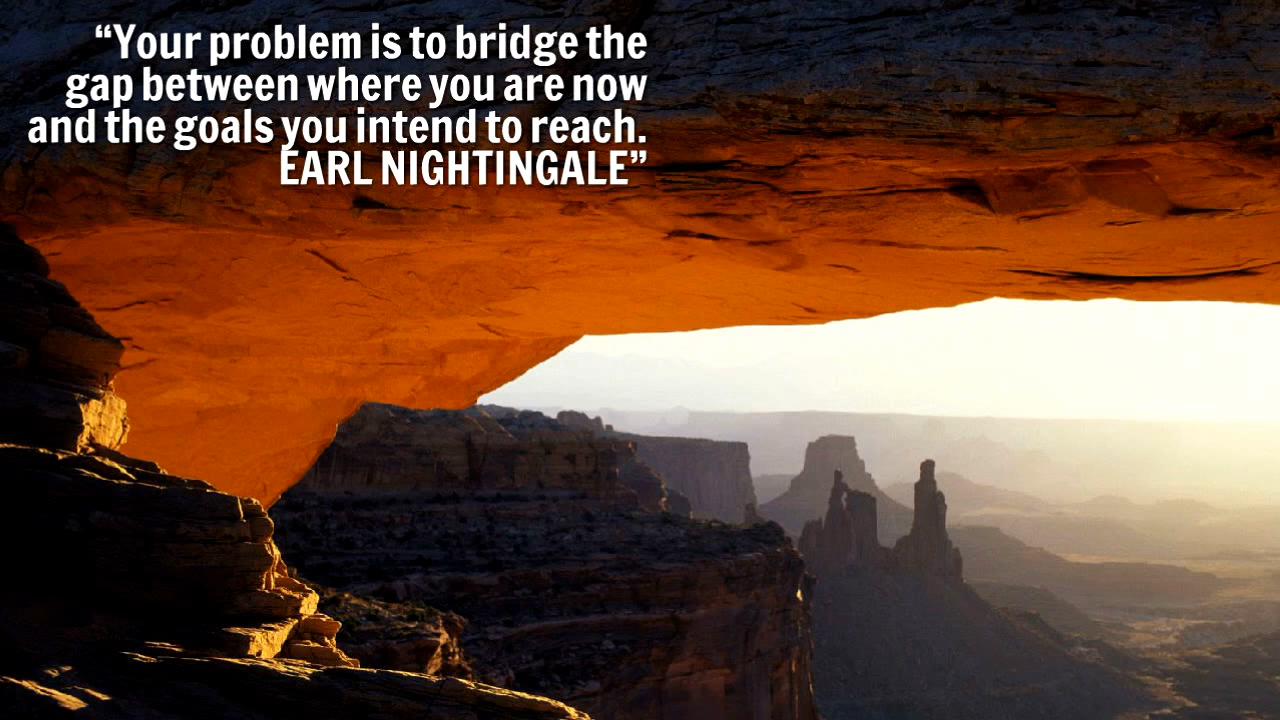 “Your problem is to bridge the
gap between where you are now
and the goals you intend to reach.
EARL NIGHTINGALE”